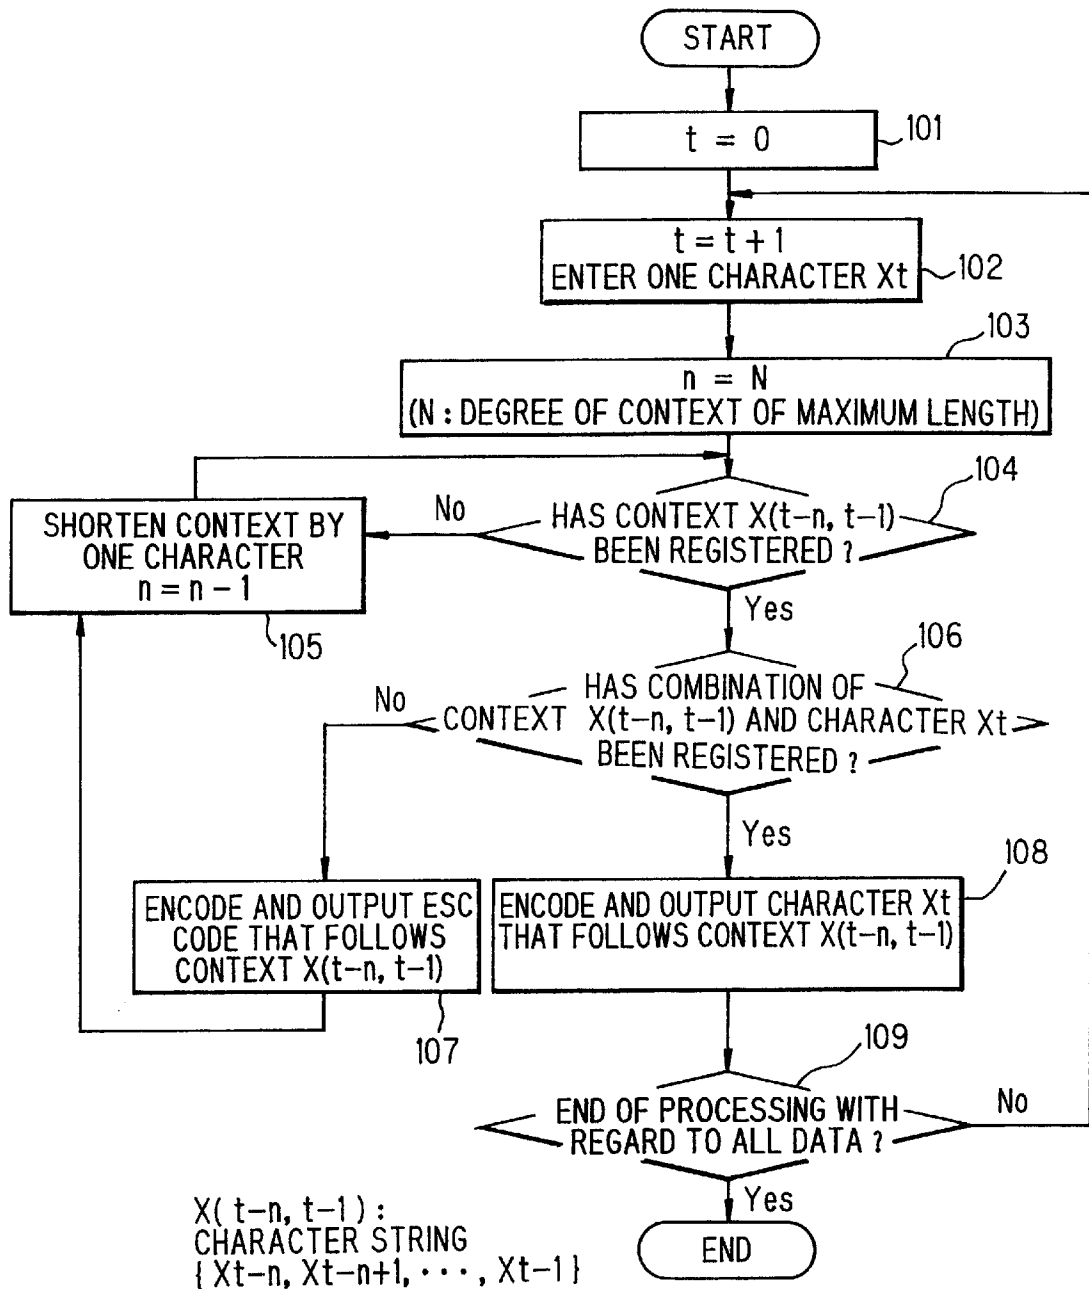 START
t = 0
101
t = t + 1
ENTER ONE CHARACTER Xt
102
103
n = N
(N : DEGREE OF CONTEXT OF MAXIMUM LENGTH)
104
No
HAS CONTEXT X(t-n, t-1)
BEEN REGISTERED ?
SHORTEN CONTEXT BY
ONE CHARACTER
n = n - 1
105
Yes
106
No
HAS COMBINATION OF
CONTEXT X(t-n, t-1) AND CHARACTER Xt
BEEN REGISTERED ?
Yes
108
ENCODE AND OUTPUT ESC
CODE THAT FOLLOWS
CONTEXT X(t-n, t-1)
107
ENCODE AND OUTPUT CHARACTER Xt
THAT FOLLOWS CONTEXT X(t-n, t-1)
109
END OF PROCESSING WITH
REGARD TO ALL DATA ?
No
Yes
END
X( t-n, t-1 ) :
CHARACTER STRING
{ Xt-n, Xt-n+1, · · · , Xt-1 }